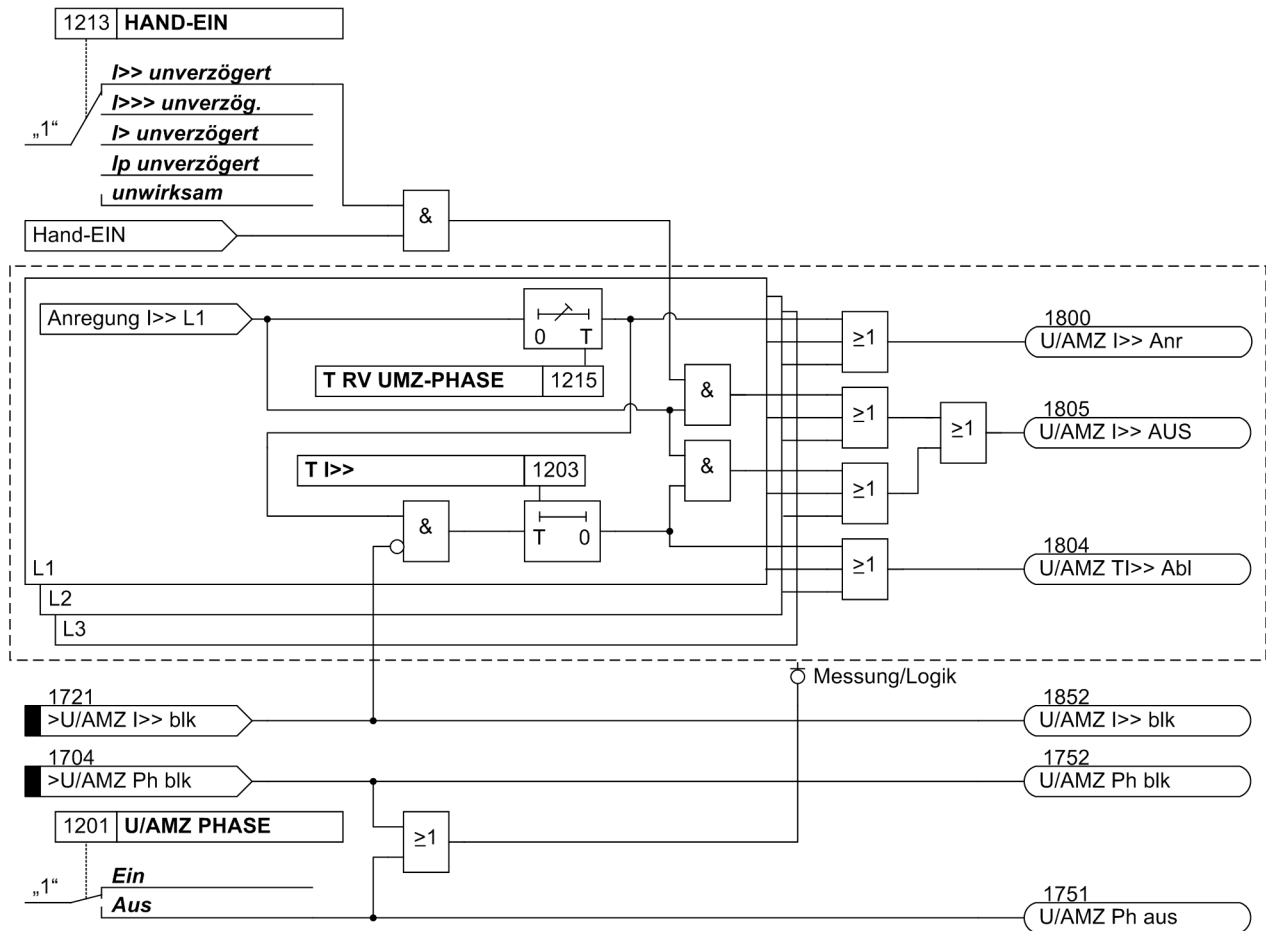 1213 HAND-EIN
I>> unverzögert
I>>> unverzög.
„1“
I> unverzögert
Ip unverzögert
unwirksam
&
Hand-EIN
Anregung I>> L1
0 T
≥1
1800
U/AMZ I>> Anr
T RV UMZ-PHASE 1215
&
≥1
≥1
1805
U/AMZ I>> AUS
T I>> 1203
&
≥1
&
T 0
≥1
1804
U/AMZ TI>> Abl
L1
L2
L3
Messung/Logik
1721
>U/AMZ I>> blk
1852
U/AMZ I>> blk
1704
>U/AMZ Ph blk
1752
U/AMZ Ph blk
1201 U/AMZ PHASE
≥1
„1“
Ein
Aus
1751
U/AMZ Ph aus